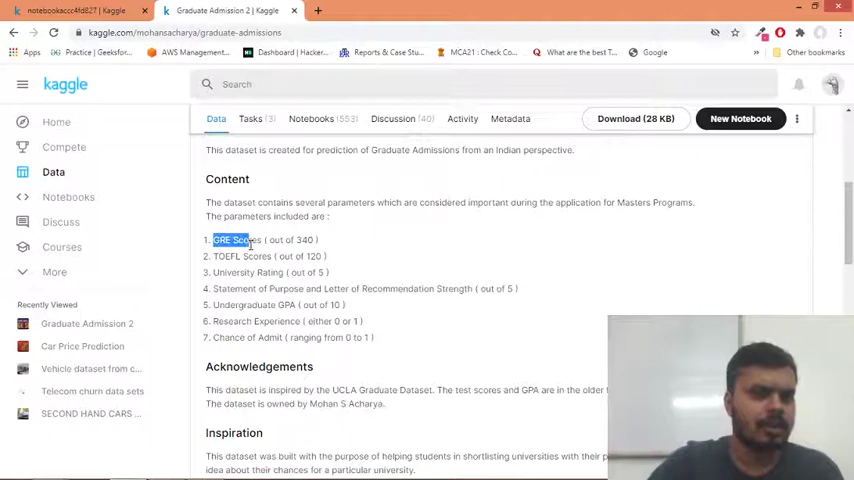 notebookaccc4fd827 | Kaggle
Graduate Admission 2 | Kaggle
kaggle.com/mohansacharya/graduate-admissions
Apps
Practice | Geeksfor...
AWS Management...
Dashboard | Hacker...
Reports & Case Stu...
MCA21 : Check Co...
What are the best T...
Google
Other bookmarks
kaggle
Search
Home
Compete
Data
Notebooks
Discuss
Courses
More
Recently Viewed
Graduate Admission 2
Car Price Prediction
Vehicle dataset from c...
Telecom churn data sets
SECOND HAND CARS ...
Data
Tasks (3)
Notebooks (553)
Discussion (40)
Activity
Metadata
Download (28 KB)
New Notebook
This dataset is created for prediction of Graduate Admissions from an Indian perspective.
Content
The dataset contains several parameters which are considered important during the application for Masters Programs.
The parameters included are :
1. GRE Scores ( out of 340 )
2. TOEFL Scores ( out of 120 )
3. University Rating ( out of 5 )
4. Statement of Purpose and Letter of Recommendation Strength ( out of 5 )
5. Undergraduate GPA ( out of 10 )
6. Research Experience ( either 0 or 1 )
7. Chance of Admit ( ranging from 0 to 1 )
Acknowledgements
This dataset is inspired by the UCLA Graduate Dataset. The test scores and GPA are in the older f
The dataset is owned by Mohan S Acharya.
Inspiration
This dataset was built with the purpose of helping students in shortlisting universities with their p
idea about their chances for a particular university.